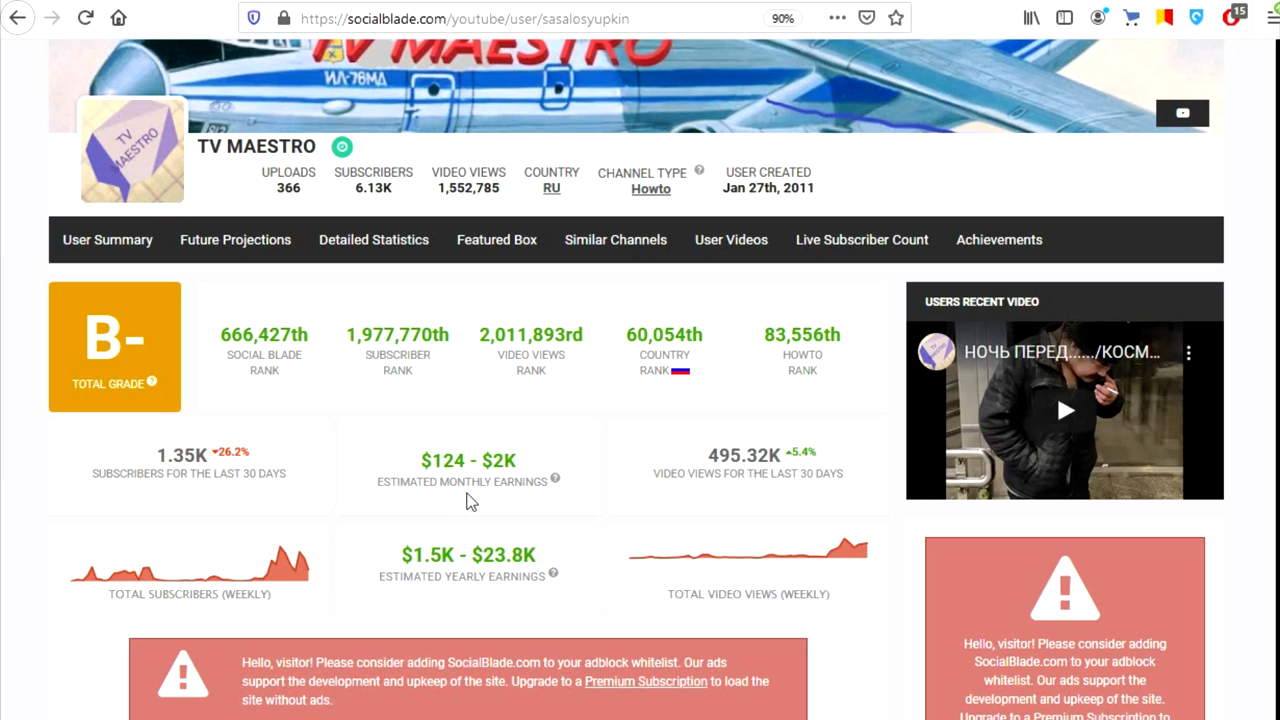 https://socialblade.com/youtube/user/sasalosyupkin
90%
15
TV MAESTRO
ИЛ-76МД
TV
MAESTRO
TV MAESTRO
UPLOADS
366
SUBSCRIBERS
6.13K
VIDEO VIEWS
1,552,785
COUNTRY
RU
CHANNEL TYPE ?
Howto
USER CREATED
Jan 27th, 2011
User Summary
Future Projections
Detailed Statistics
Featured Box
Similar Channels
User Videos
Live Subscriber Count
Achievements
B-
TOTAL GRADE ?
666,427th
SOCIAL BLADE
RANK
1,977,770th
SUBSCRIBER
RANK
2,011,893rd
VIDEO VIEWS
RANK
60,054th
COUNTRY
RANK
83,556th
HOWTO
RANK
USERS RECENT VIDEO
НОЧЬ ПЕРЕД....../КОСМ...
1.35K -26.2%
SUBSCRIBERS FOR THE LAST 30 DAYS
$124 - $2K
ESTIMATED MONTHLY EARNINGS ?
495.32K 5.4%
VIDEO VIEWS FOR THE LAST 30 DAYS
TOTAL SUBSCRIBERS (WEEKLY)
$1.5K - $23.8K
ESTIMATED YEARLY EARNINGS ?
TOTAL VIDEO VIEWS (WEEKLY)
Hello, visitor! Please consider adding SocialBlade.com to your adblock whitelist. Our ads
support the development and upkeep of the site. Upgrade to a Premium Subscription to load the
site without ads.
Hello, visitor! Please consider adding
SocialBlade.com to your adblock
whitelist. Our ads support the
development and upkeep of the site.
Upgrade to a Premium Subscription to